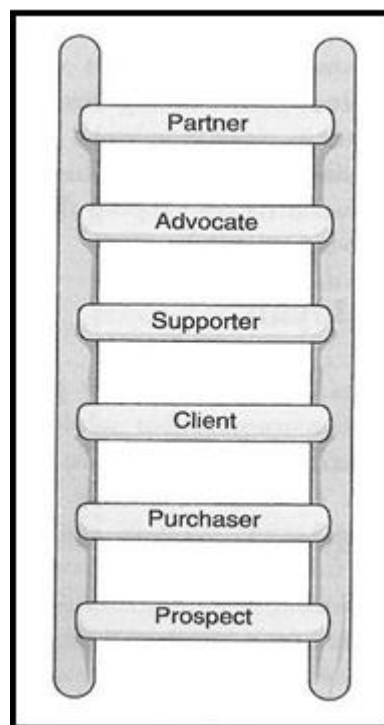 Partner
Advocate
Supporter
Client
Purchaser
Prospect